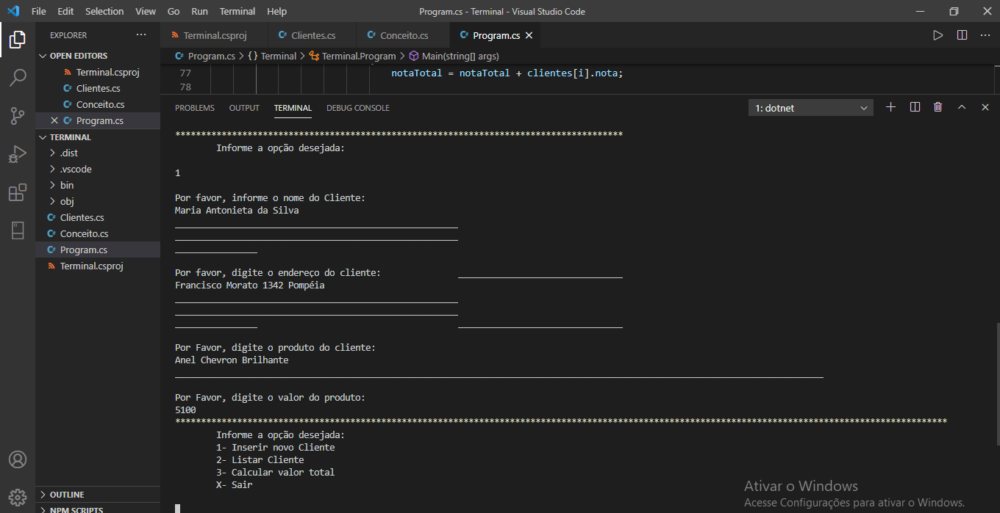 File Edit Selection View Go Run Terminal Help Program.cs - Terminal - Visual Studio Code
EXPLORER
OPEN EDITORS
Terminal.csproj
Clientes.cs
Conceito.cs
Program.cs
TERMINAL
.dist
.vscode
bin
obj
Clientes.cs
Conceito.cs
Program.cs
Terminal.csproj
OUTLINE
NPM SCRIPTS
Terminal.csproj Clientes.cs Conceito.cs Program.cs
Program.cs > {} Terminal > Terminal.Program > Main(string[] args)
77 notaTotal = notaTotal + clientes[i].nota;
78
PROBLEMS OUTPUT TERMINAL DEBUG CONSOLE 1: dotnet
***************************************************************************************
Informe a opção desejada:
1
Por favor, informe o nome do Cliente:
Maria Antonieta da Silva
_______________________________________________________
_______________________________________________________
________________
Por favor, digite o endereço do cliente: ________________________________
Francisco Morato 1342 Pompéia
_______________________________________________________
_______________________________________________________
________________ ________________________________
Por Favor, digite o produto do cliente:
Anel Chevron Brilhante
______________________________________________________________________________________________________________________________
Por Favor, digite o valor do produto:
5100
******************************************************************************************************************************************************
Informe a opção desejada:
1- Inserir novo Cliente
2- Listar Cliente
3- Calcular valor total
X- Sair
Ativar o Windows
Acesse Configurações para ativar o Windows.